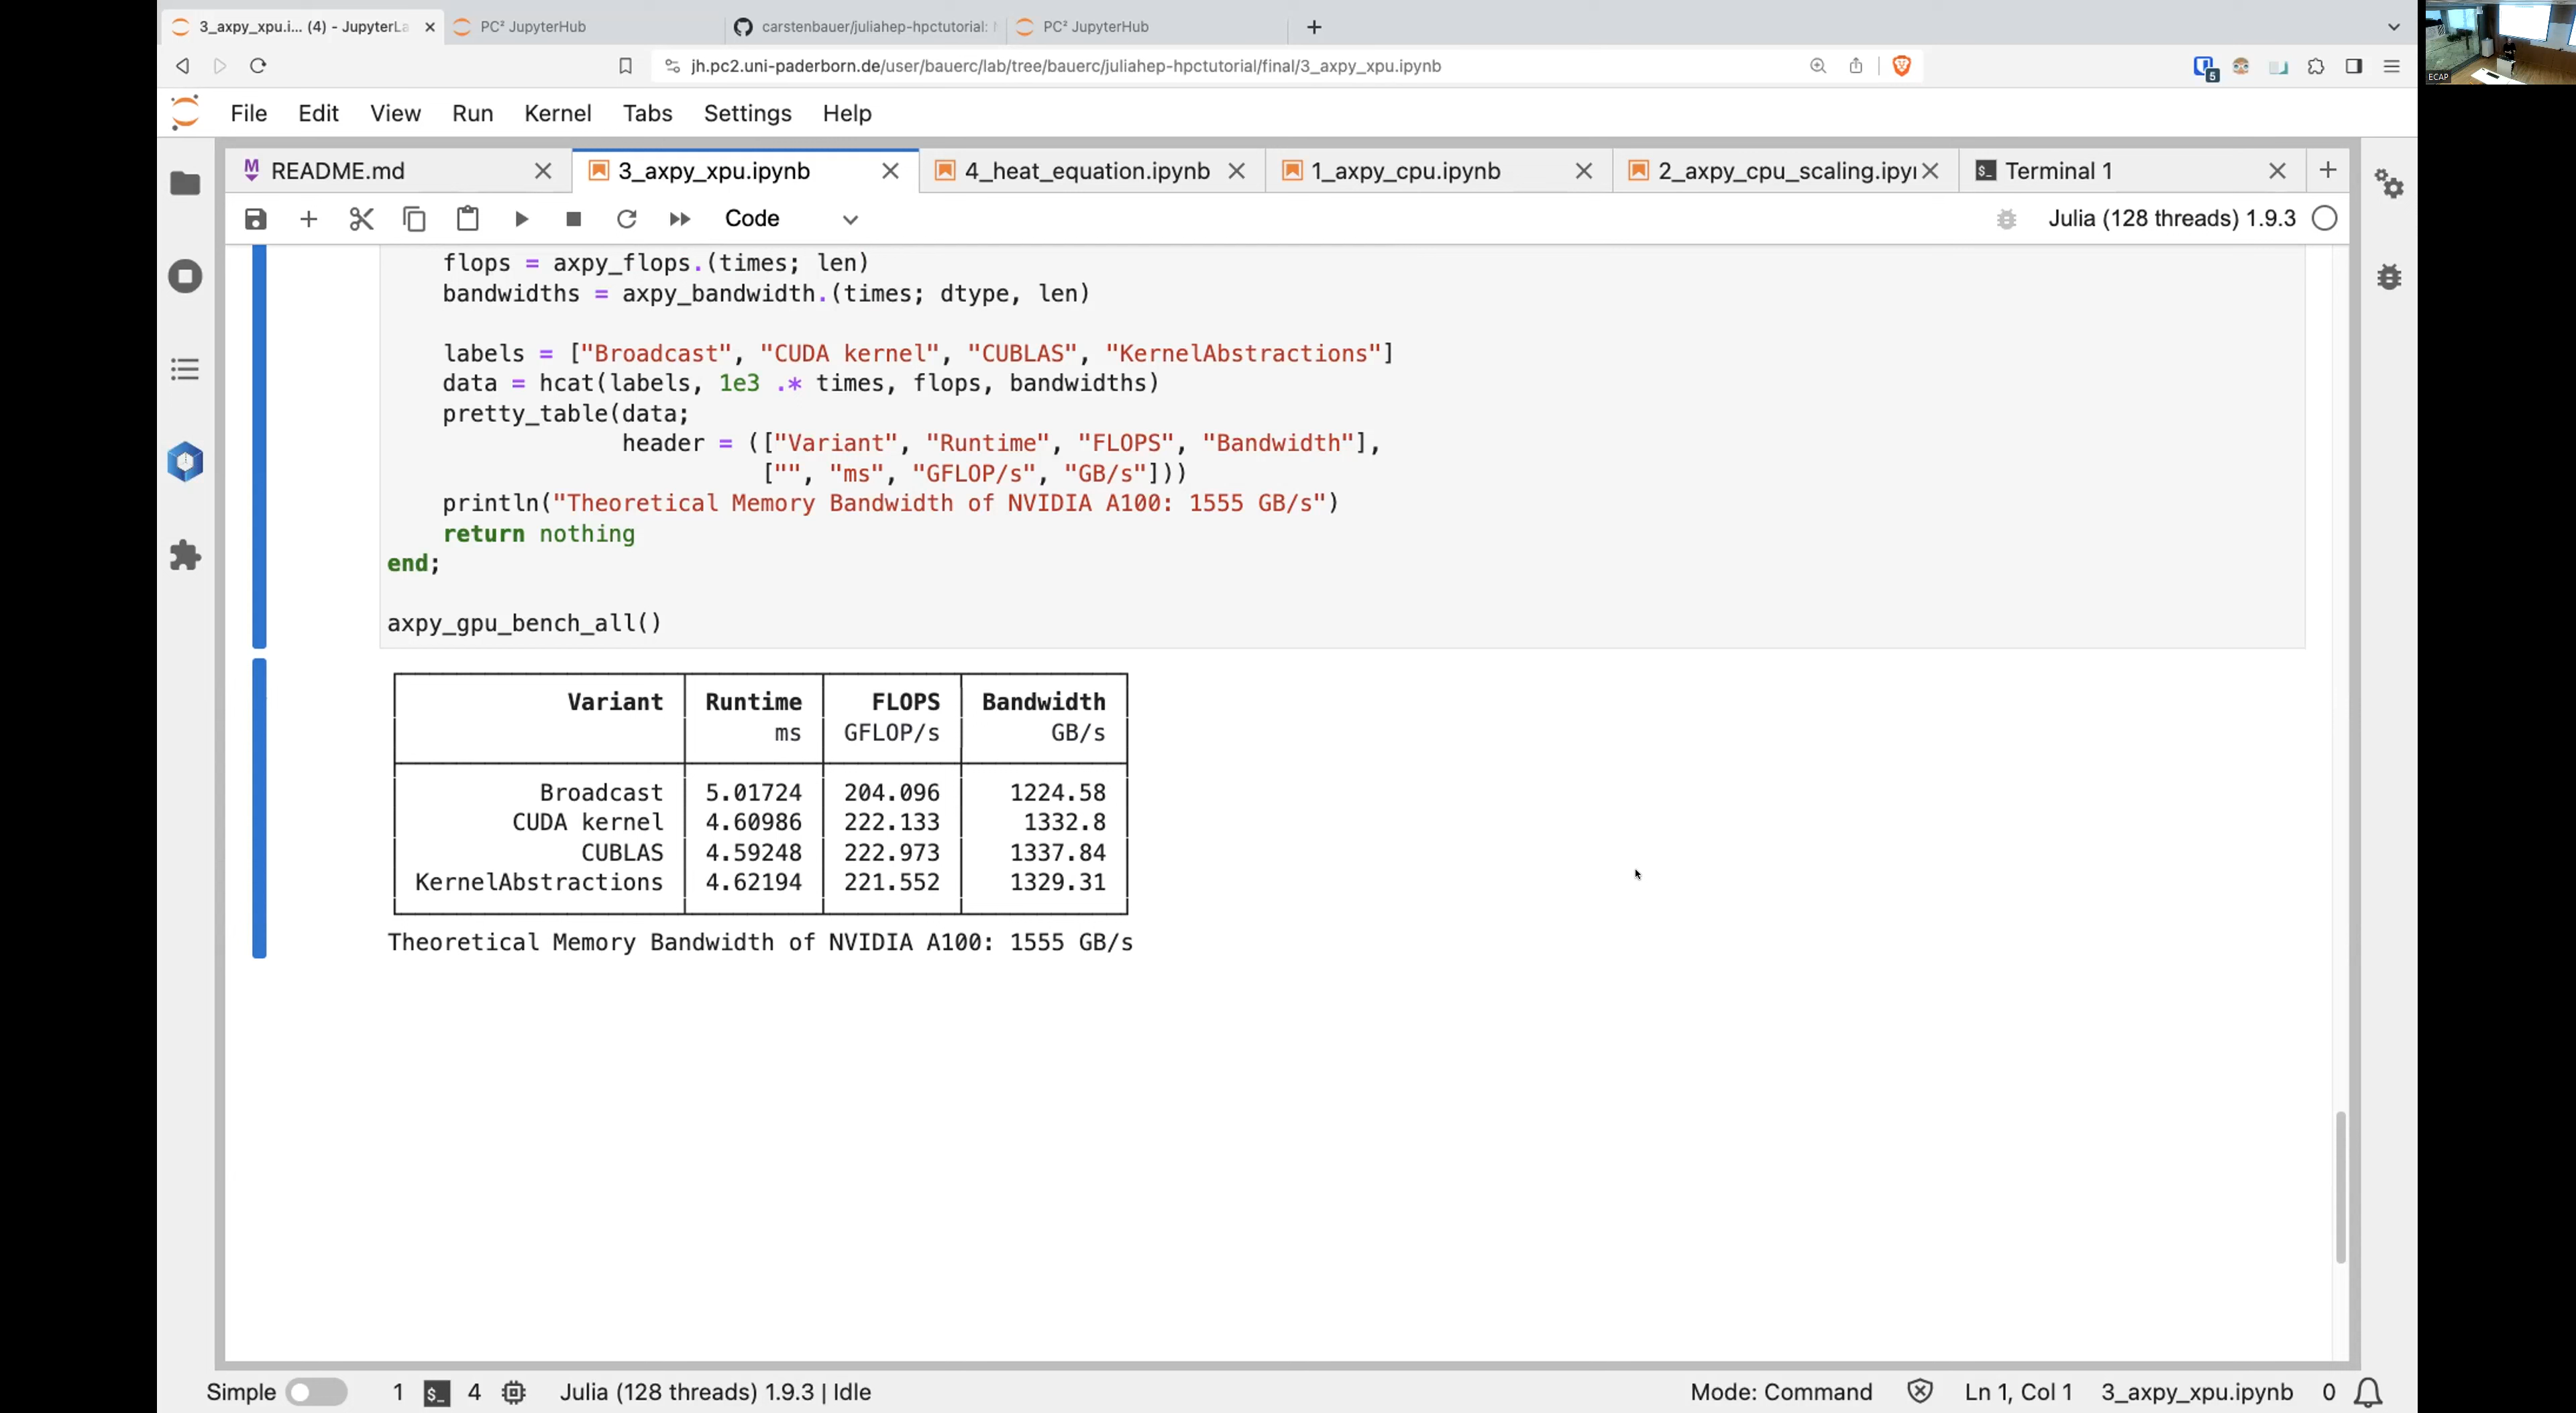 3_axpy_xpu.i... (4) - JupyterLa
PC² JupyterHub
carstenbauer/juliahep-hpctutorial:
PC² JupyterHub
jh.pc2.uni-paderborn.de/user/bauerc/lab/tree/bauerc/juliahep-hpctutorial/final/3_axpy_xpu.ipynb
5
ECAP
File Edit View Run Kernel Tabs Settings Help
README.md
3_axpy_xpu.ipynb
4_heat_equation.ipynb
1_axpy_cpu.ipynb
2_axpy_cpu_scaling.ipyı
Terminal 1
Code
Julia (128 threads) 1.9.3
flops = axpy_flops.(times; len)
bandwidths = axpy_bandwidth.(times; dtype, len)
labels = ["Broadcast", "CUDA kernel", "CUBLAS", "KernelAbstractions"]
data = hcat(labels, 1e3 .* times, flops, bandwidths)
pretty_table(data;
header = (["Variant", "Runtime", "FLOPS", "Bandwidth"],
["", "ms", "GFLOP/s", "GB/s"]))
println("Theoretical Memory Bandwidth of NVIDIA A100: 1555 GB/s")
return nothing
end;
axpy_gpu_bench_all()
Variant Runtime FLOPS Bandwidth
ms GFLOP/s GB/s
Broadcast 5.01724 204.096 1224.58
CUDA kernel 4.60986 222.133 1332.8
CUBLAS 4.59248 222.973 1337.84
KernelAbstractions 4.62194 221.552 1329.31
Theoretical Memory Bandwidth of NVIDIA A100: 1555 GB/s
Simple 1 $_ 4 Julia (128 threads) 1.9.3 | Idle Mode: Command Ln 1, Col 1 3_axpy_xpu.ipynb 0